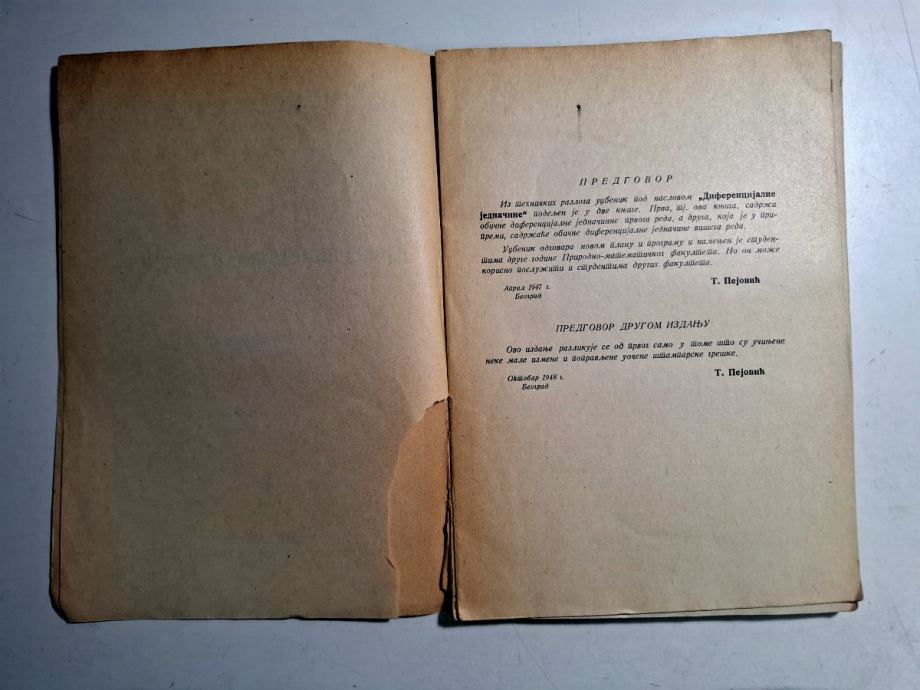 ПРЕДГОВОР
Из техничких разлога уџбеник под насловом „Диференцијалне
једначине“ подељен је у две књиге. Прва, тј. ова књига, садржи
обичне диференцијалне једначине првога реда, а друга, која је у при-
преми, садржаће обичне диференцијалне једначине вишега реда.
Уџбеник одговара новом плану и програму и намењен је студен-
тима друге године Природно-математичког факултета. Но он може
корисно послужити и студентима других факултета.
Април 1947 г.
Београд
Т. Пејовић
ПРЕДГОВОР ДРУГОМ ИЗДАЊУ
Ово издање разликује се од првог само у томе што су учињене
неке мале измене и поправљене уочене штампарске грешке.
Октобар 1948 г.
Београд
Т. Пејовић